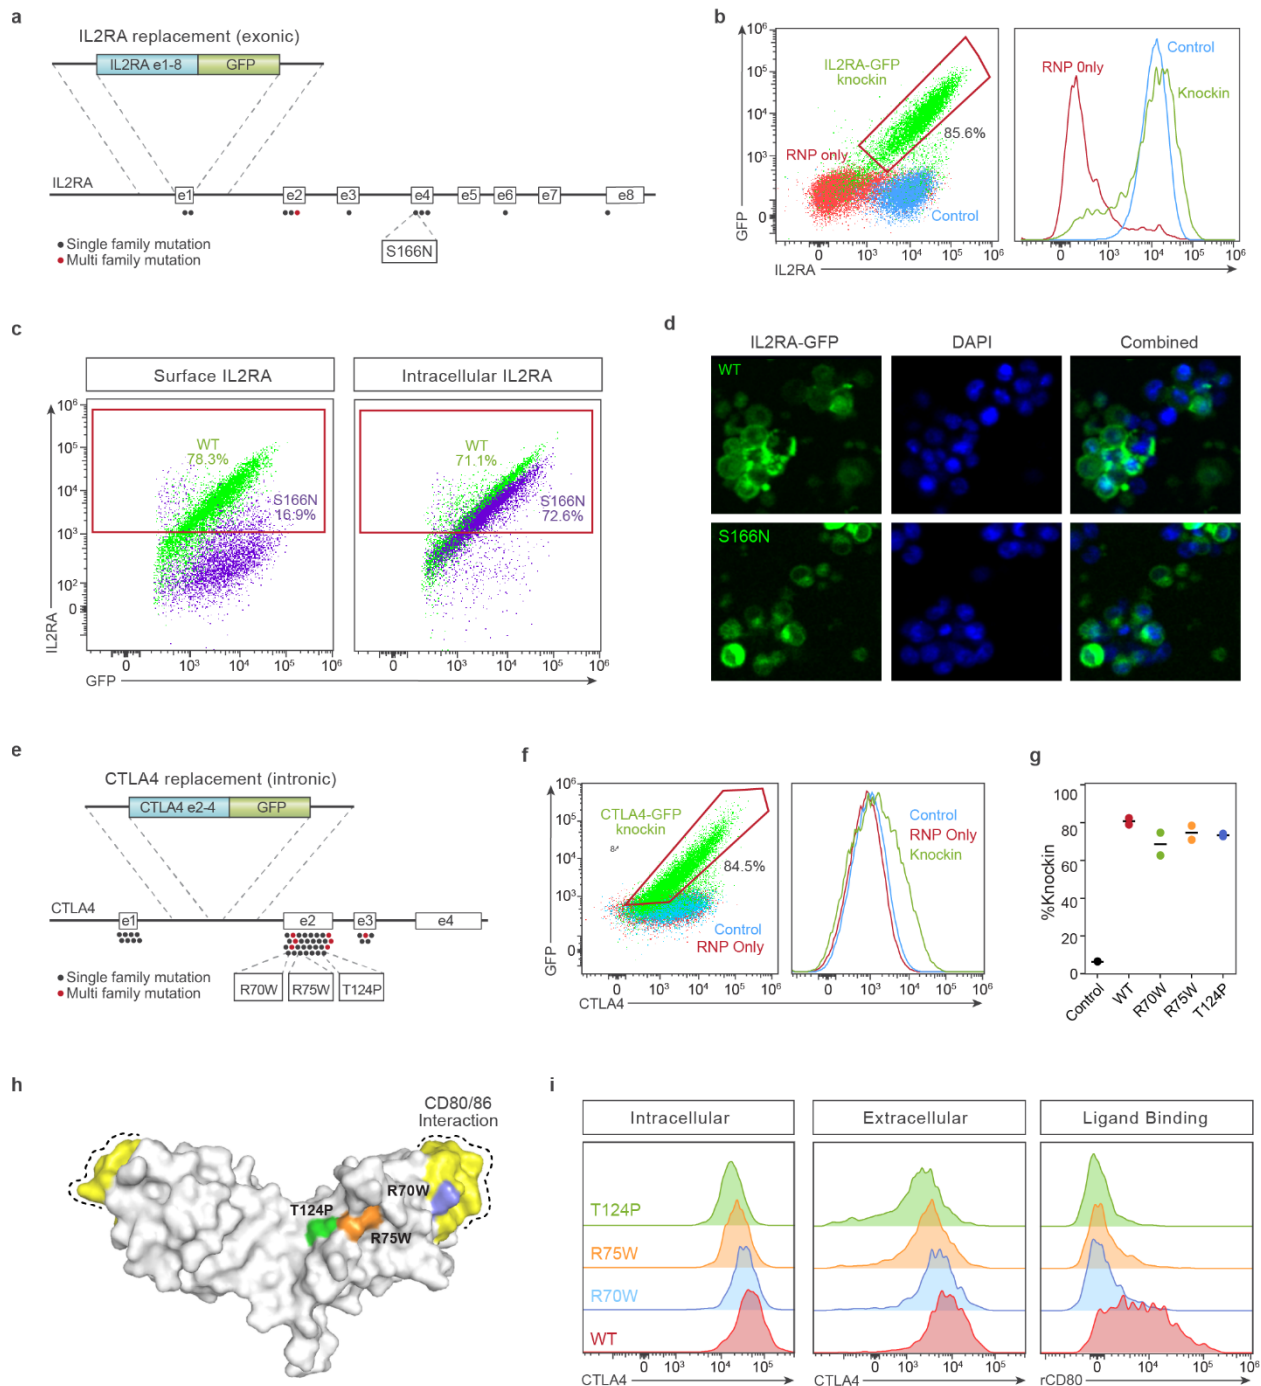 a
IL2RA replacement (exonic)
IL2RA e1-8 GFP
IL2RA
e1 e2 e3 e4 e5 e6 e7 e8
Single family mutation
Multi family mutation
S166N
b
IL2RA-GFP
knockin
RNP only
85.6%
Control
GFP
10⁶
10⁵
10⁴
10³
0
0 10³ 10⁴ 10⁵ 10⁶
IL2RA
RNP Only
Control
Knockin
0 10³ 10⁴ 10⁵ 10⁶
c
Surface IL2RA
Intracellular IL2RA
10⁶
10⁵
10⁴
10³
10²
0
IL2RA
WT
78.3%
S166N
16.9%
WT
71.1%
S166N
72.6%
0 10³ 10⁴ 10⁵ 10⁶
0 10³ 10⁴ 10⁵ 10⁶
GFP
d
IL2RA-GFP DAPI Combined
WT
S166N
e
CTLA4 replacement (intronic)
CTLA4 e2-4 GFP
CTLA4
e1 e2 e3 e4
Single family mutation
Multi family mutation
R70W R75W T124P
f
CTLA4-GFP
knockin
84.5%
Control
RNP Only
GFP
10⁶
10⁵
10⁴
10³
0
0 10³ 10⁴ 10⁵ 10⁶
CTLA4
Control
RNP Only
Knockin
0 10³ 10⁴ 10⁵ 10⁶
g
%Knockin
100
80
60
40
20
0
Control
WT
R70W
R75W
T124P
h
CD80/86
Interaction
R70W
T124P
R75W
i
Intracellular
Extracellular
Ligand Binding
T124P
R75W
R70W
WT
0 10³ 10⁴ 10⁵
CTLA4
0 10³ 10⁴ 10⁵
CTLA4
0 10⁴ 10⁵
rCD80